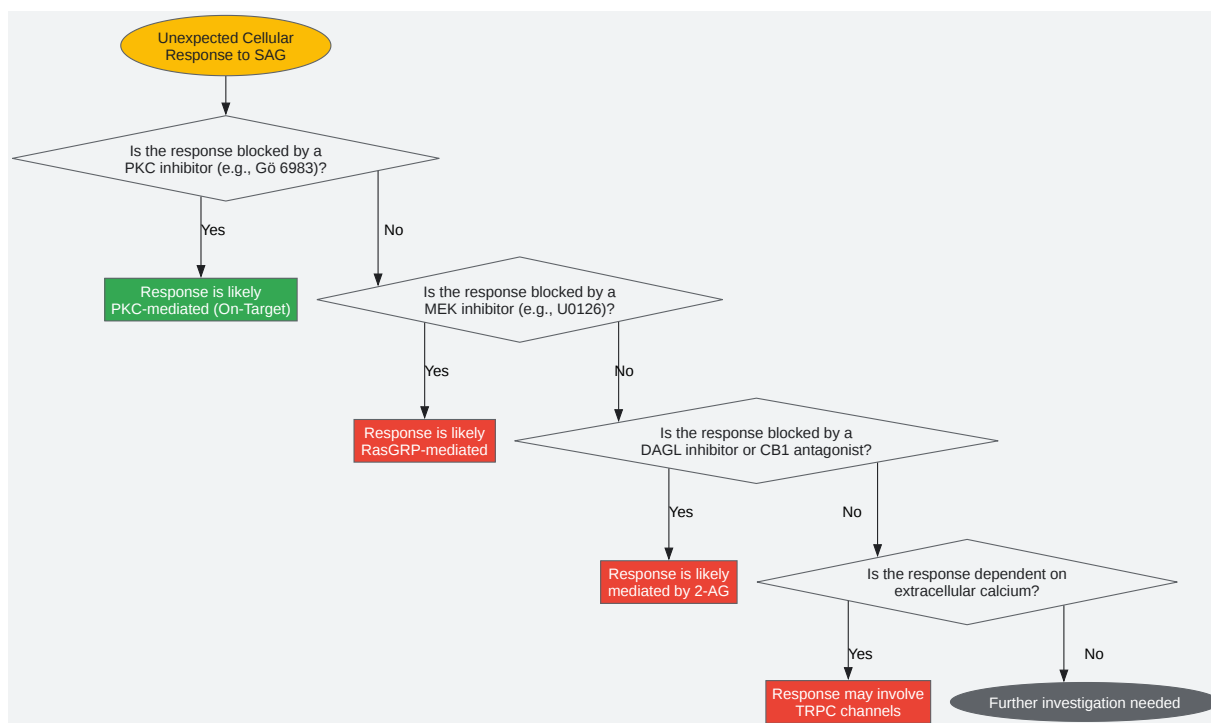 Unexpected Cellular
Response to SAG
Is the response blocked by a
PKC inhibitor (e.g., Gö 6983)?
Yes
No
Response is likely
PKC-mediated (On-Target)
Is the response blocked by a
MEK inhibitor (e.g., U0126)?
Yes
No
Response is likely
RasGRP-mediated
Is the response blocked by a
DAGL inhibitor or CB1 antagonist?
Yes
No
Response is likely
mediated by 2-AG
Is the response dependent on
extracellular calcium?
Yes
No
Response may involve
TRPC channels
Further investigation needed